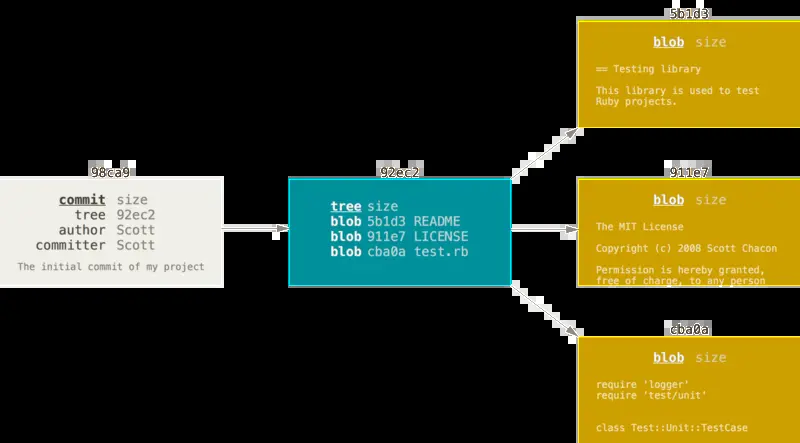 98ca9
commit size
tree 92ec2
author Scott
committer Scott
The initial commit of my project
92ec2
tree size
blob 5b1d3 README
blob 911e7 LICENSE
blob cba0a test.rb
5b1d3
blob size
== Testing library
This library is used to test
Ruby projects.
911e7
blob size
The MIT License
Copyright (c) 2008 Scott Chacon
Permission is hereby granted,
free of charge, to any person
cba0a
blob size
require 'logger'
require 'test/unit'
class Test::Unit::TestCase